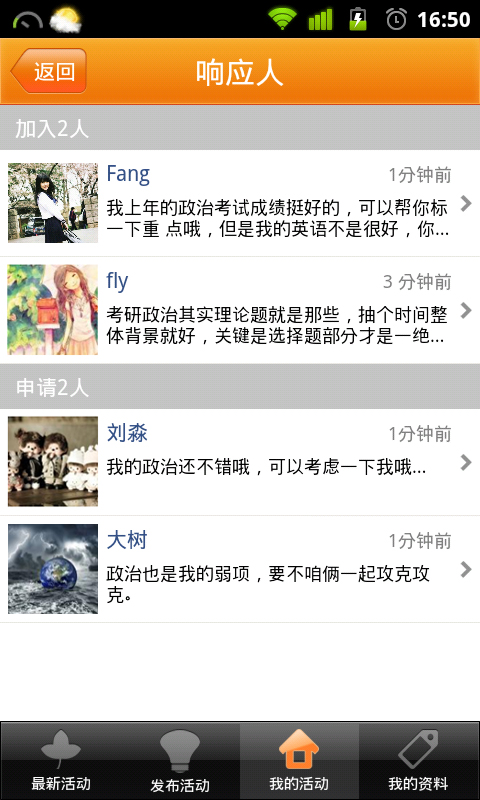 16:50
返回
响应人
加入2人
Fang
1分钟前
我上年的政治考试成绩挺好的，可以帮你标
一下重 点哦，但是我的英语不是很好，你...
fly
3 分钟前
考研政治其实理论题就是那些，抽个时间整
体背景就好，关键是选择题部分才是一绝...
申请2人
刘淼
1分钟前
我的政治还不错哦，可以考虑一下我哦...
大树
1分钟前
政治也是我的弱项，要不咱俩一起攻克攻
克。
最新活动
发布活动
我的活动
我的资料